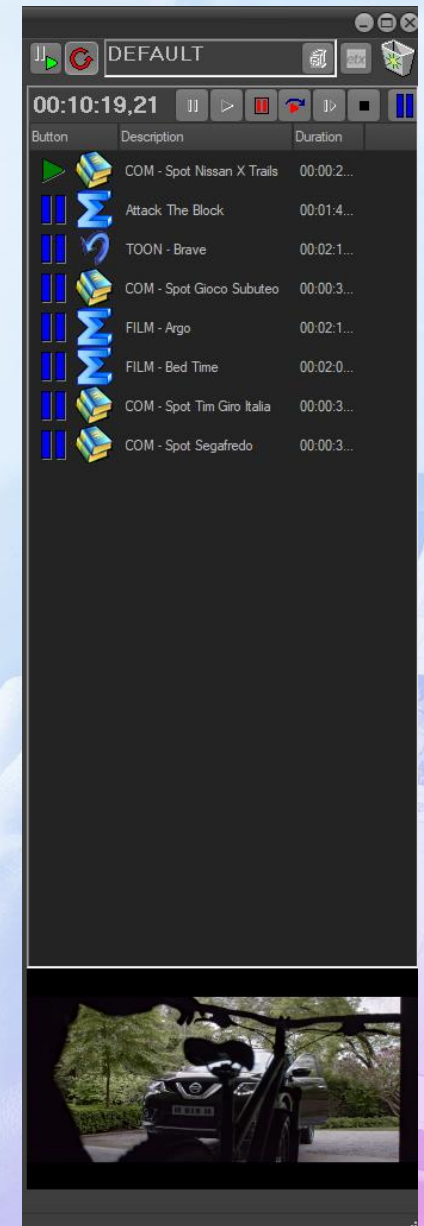 DEFAULT
etx
00:10:19,21
Button Description Duration
COM - Spot Nissan X Trails 00:00:2...
Attack The Block 00:01:4...
TOON - Brave 00:02:1...
COM - Spot Gioco Subuteo 00:00:3...
FILM - Argo 00:02:1...
FILM - Bed Time 00:02:0...
COM - Spot Tim Giro Italia 00:00:3...
COM - Spot Segafredo 00:00:3...